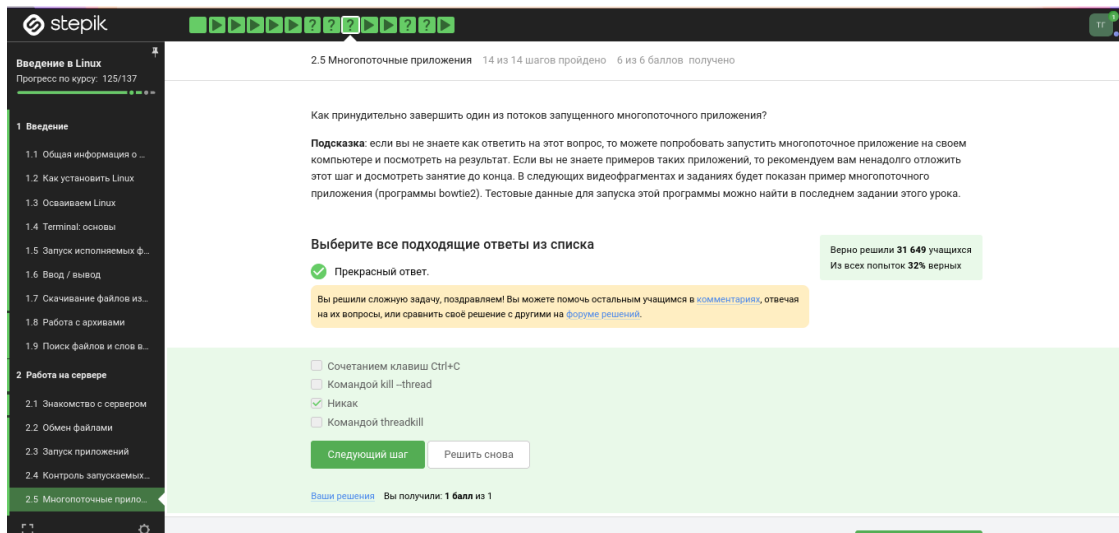 stepik
ТГ
1
Введение в Linux
Прогресс по курсу: 125/137
1 Введение
1.1 Общая информация о ...
1.2 Как установить Linux
1.3 Осваиваем Linux
1.4 Terminal: основы
1.5 Запуск исполняемых ф...
1.6 Ввод / вывод
1.7 Скачивание файлов из...
1.8 Работа с архивами
1.9 Поиск файлов и слов в...
2 Работа на сервере
2.1 Знакомство с сервером
2.2 Обмен файлами
2.3 Запуск приложений
2.4 Контроль запускаемых...
2.5 Многопоточные прило...
2.5 Многопоточные приложения 14 из 14 шагов пройдено 6 из 6 баллов получено
Как принудительно завершить один из потоков запущенного многопоточного приложения?
Подсказка: если вы не знаете как ответить на этот вопрос, то можете попробовать запустить многопоточное приложение на своем
компьютере и посмотреть на результат. Если вы не знаете примеров таких приложений, то рекомендуем вам ненадолго отложить
этот шаг и досмотреть занятие до конца. В следующих видеофрагментах и заданиях будет показан пример многопоточного
приложения (программы bowtie2). Тестовые данные для запуска этой программы можно найти в последнем задании этого урока.
Выберите все подходящие ответы из списка
Верно решили 31 649 учащихся
Из всех попыток 32% верных
Прекрасный ответ.
Вы решили сложную задачу, поздравляем! Вы можете помочь остальным учащимся в комментариях, отвечая
на их вопросы, или сравнить своё решение с другими на форуме решений.
Сочетанием клавиш Ctrl+C
Командой kill --thread
Никак
Командой threadkill
Следующий шаг
Решить снова
Ваши решения Вы получили: 1 балл из 1